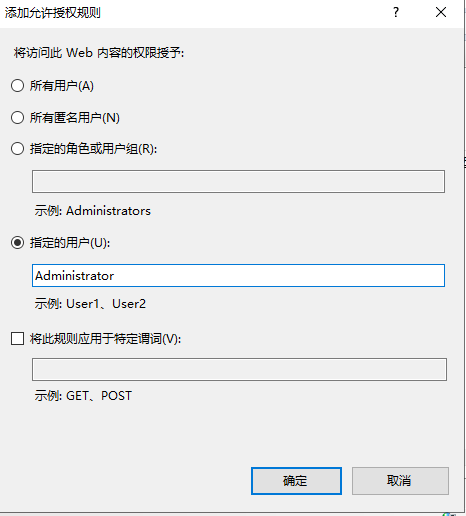 添加允许授权规则
?
将访问此 Web 内容的权限授予:
所有用户(A)
所有匿名用户(N)
指定的角色或用户组(R):
示例: Administrators
指定的用户(U):
Administrator
示例: User1、User2
将此规则应用于特定谓词(V):
示例: GET、POST
确定
取消